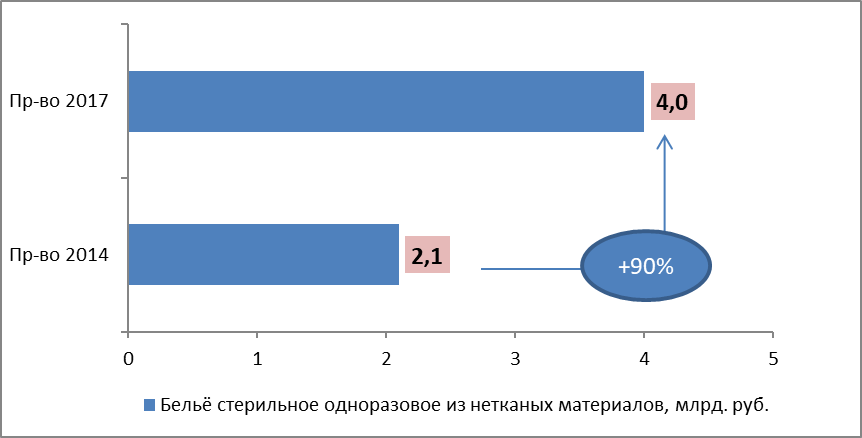 Пр-во 2017
4,0
Пр-во 2014
2,1
+90%
0 1 2 3 4 5
Бельё стерильное одноразовое из нетканых материалов, млрд. руб.